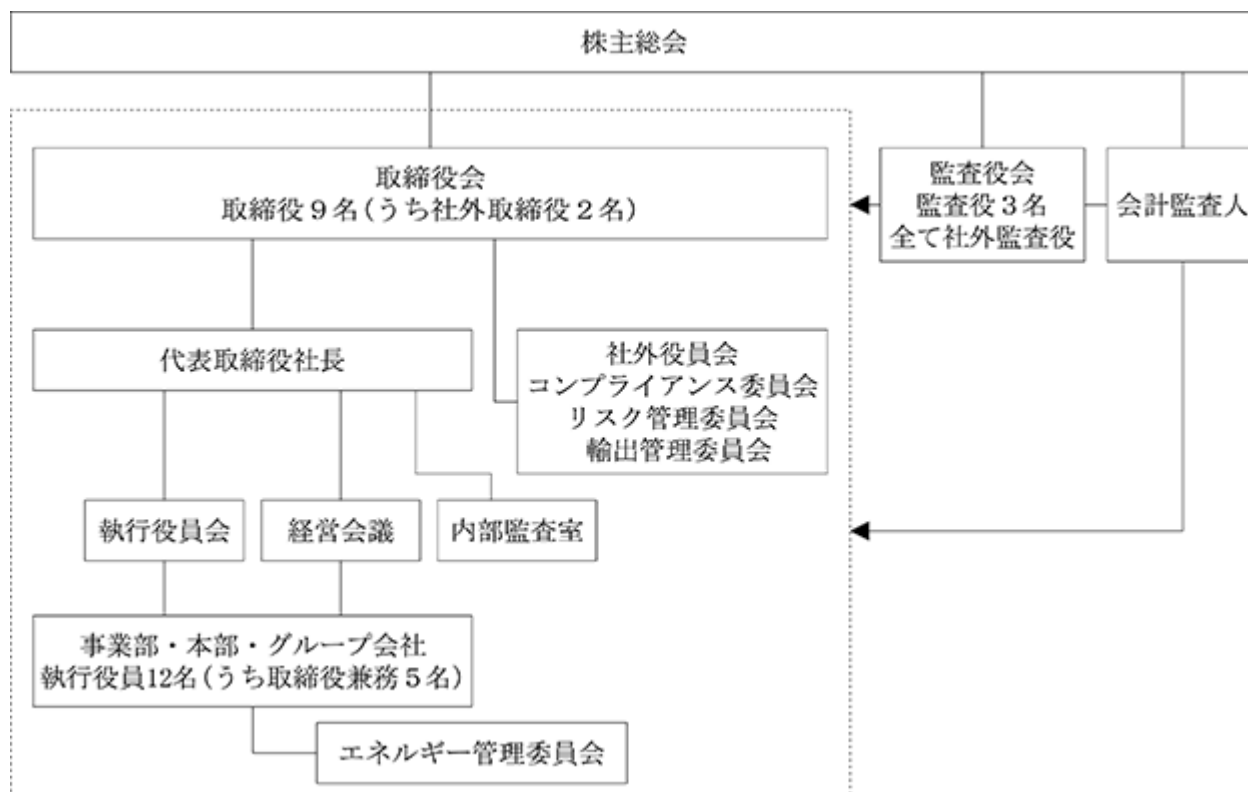 株主総会
取締役会
取締役９名(うち社外取締役２名)
監査役会
監査役３名
全て社外監査役
会計監査人
代表取締役社長
社外役員会
コンプライアンス委員会
リスク管理委員会
輸出管理委員会
執行役員会
経営会議
内部監査室
事業部・本部・グループ会社
執行役員12名(うち取締役兼務５名)
エネルギー管理委員会